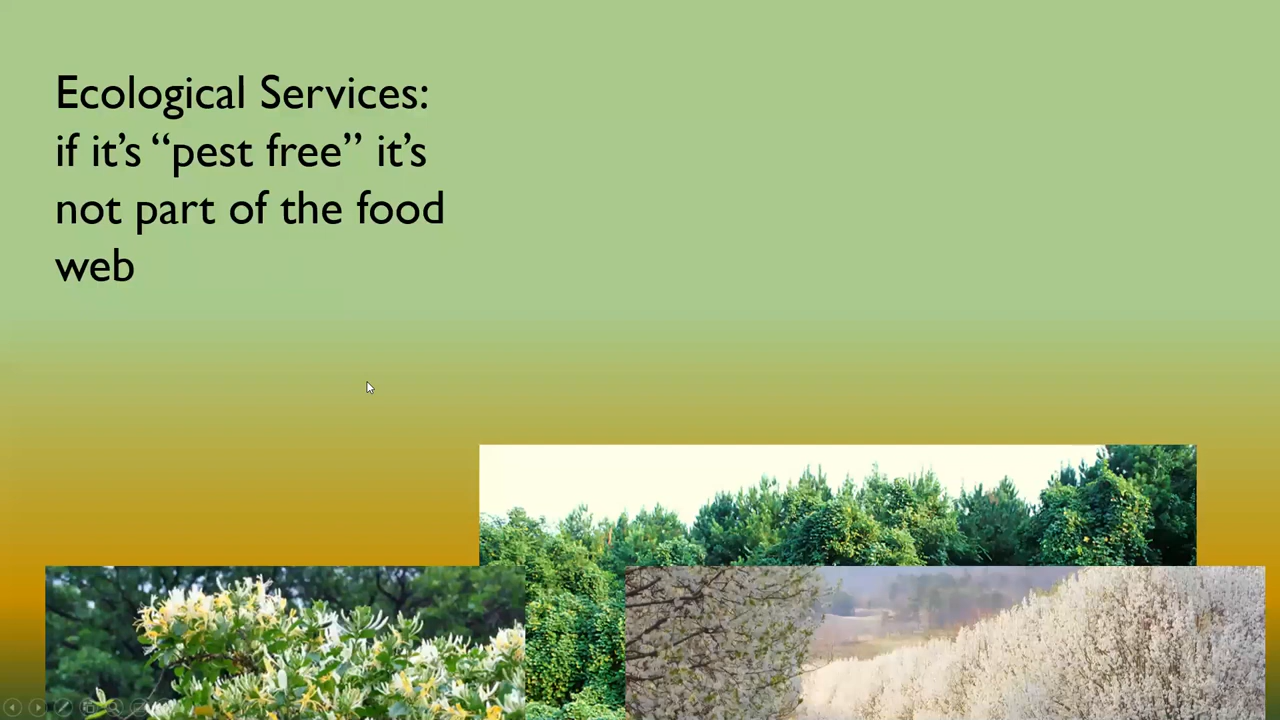 Ecological Services:
if it’s “pest free” it’s
not part of the food
web